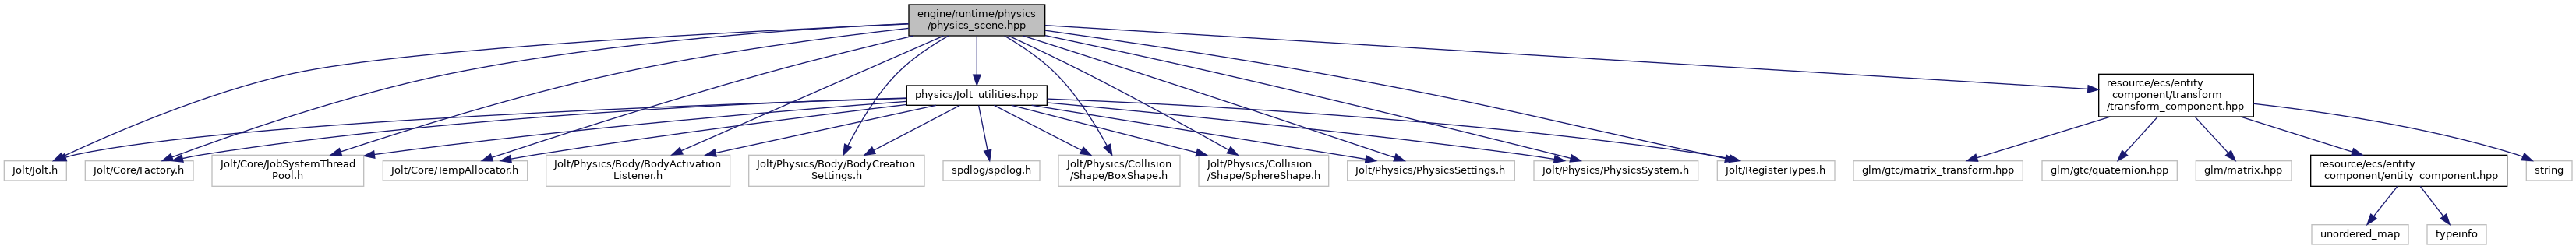 engine/runtime/physics
/physics_scene.hpp
resource/ecs/entity
_component/transform
/transform_component.hpp
physics/Jolt_utilities.hpp
Jolt/Jolt.h
Jolt/Core/Factory.h
Jolt/Core/JobSystemThread
Pool.h
Jolt/Core/TempAllocator.h
Jolt/Physics/Body/BodyActivation
Listener.h
Jolt/Physics/Body/BodyCreation
Settings.h
spdlog/spdlog.h
Jolt/Physics/Collision
/Shape/BoxShape.h
Jolt/Physics/Collision
/Shape/SphereShape.h
Jolt/Physics/PhysicsSettings.h
Jolt/Physics/PhysicsSystem.h
Jolt/RegisterTypes.h
glm/gtc/matrix_transform.hpp
glm/gtc/quaternion.hpp
glm/matrix.hpp
resource/ecs/entity
_component/entity_component.hpp
string
unordered_map
typeinfo